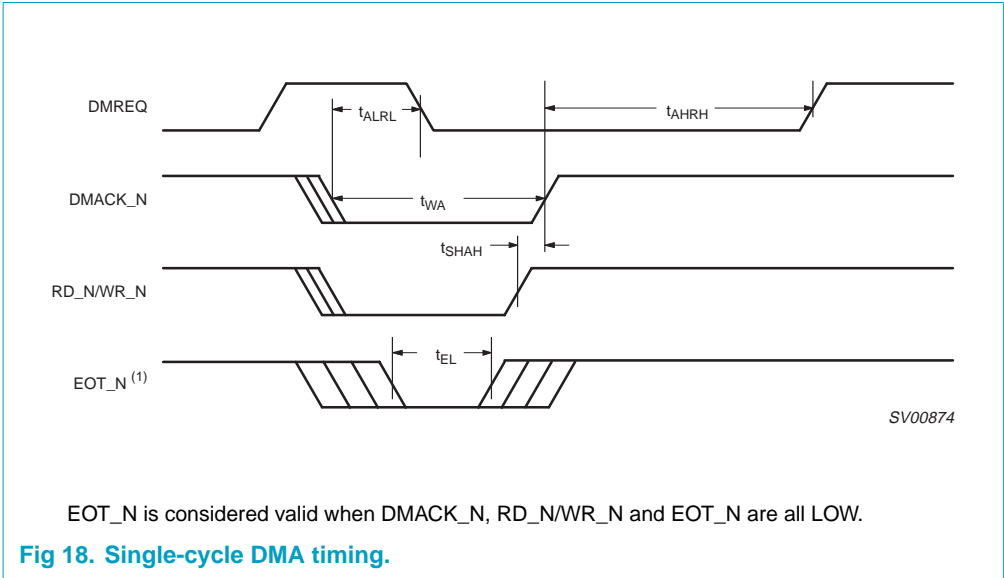 DMREQ
tALRL
tAHRH
DMACK_N
tWA
tSHAH
RD_N/WR_N
tEL
EOT_N (1)
SV00874
EOT_N is considered valid when DMACK_N, RD_N/WR_N and EOT_N are all LOW.
Fig 18. Single-cycle DMA timing.